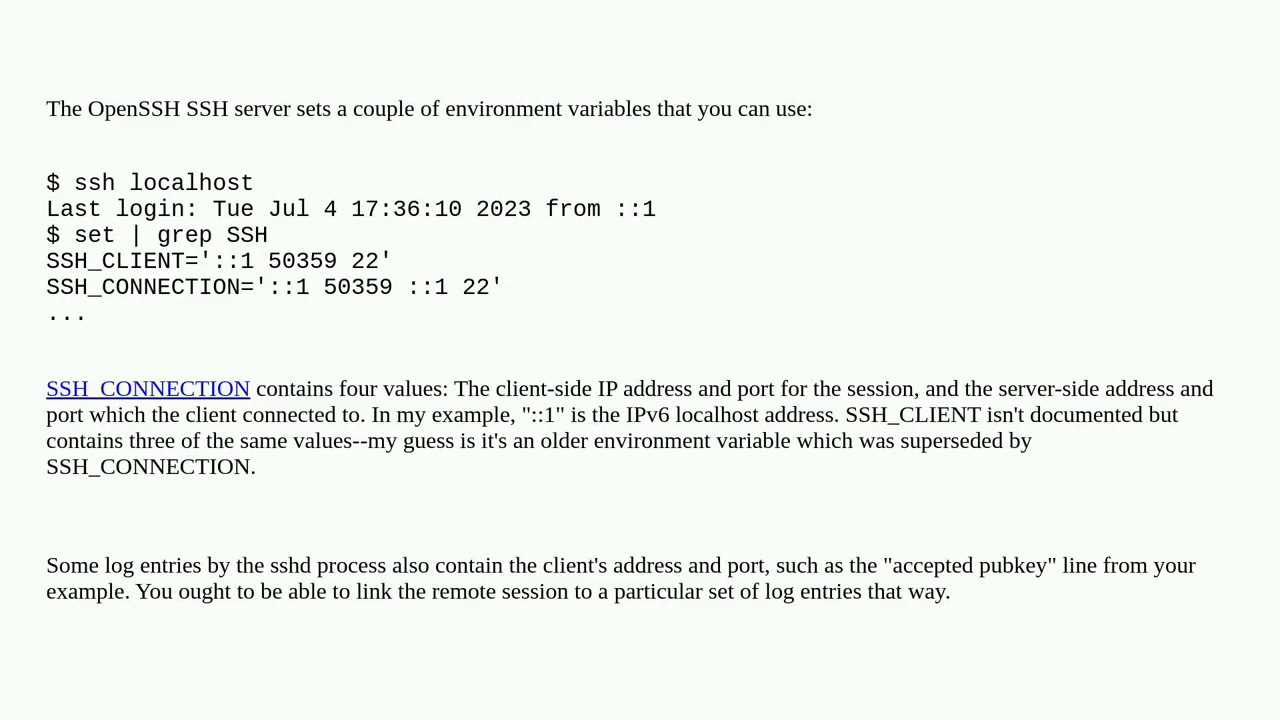 The OpenSSH SSH server sets a couple of environment variables that you can use:
$ ssh localhost
Last login: Tue Jul 4 17:36:10 2023 from ::1
$ set | grep SSH
SSH_CLIENT='::1 50359 22'
SSH_CONNECTION='::1 50359 ::1 22'
...
SSH_CONNECTION contains four values: The client-side IP address and port for the session, and the server-side address and
port which the client connected to. In my example, "::1" is the IPv6 localhost address. SSH_CLIENT isn't documented but
contains three of the same values--my guess is it's an older environment variable which was superseded by
SSH_CONNECTION.
Some log entries by the sshd process also contain the client's address and port, such as the "accepted pubkey" line from your
example. You ought to be able to link the remote session to a particular set of log entries that way.